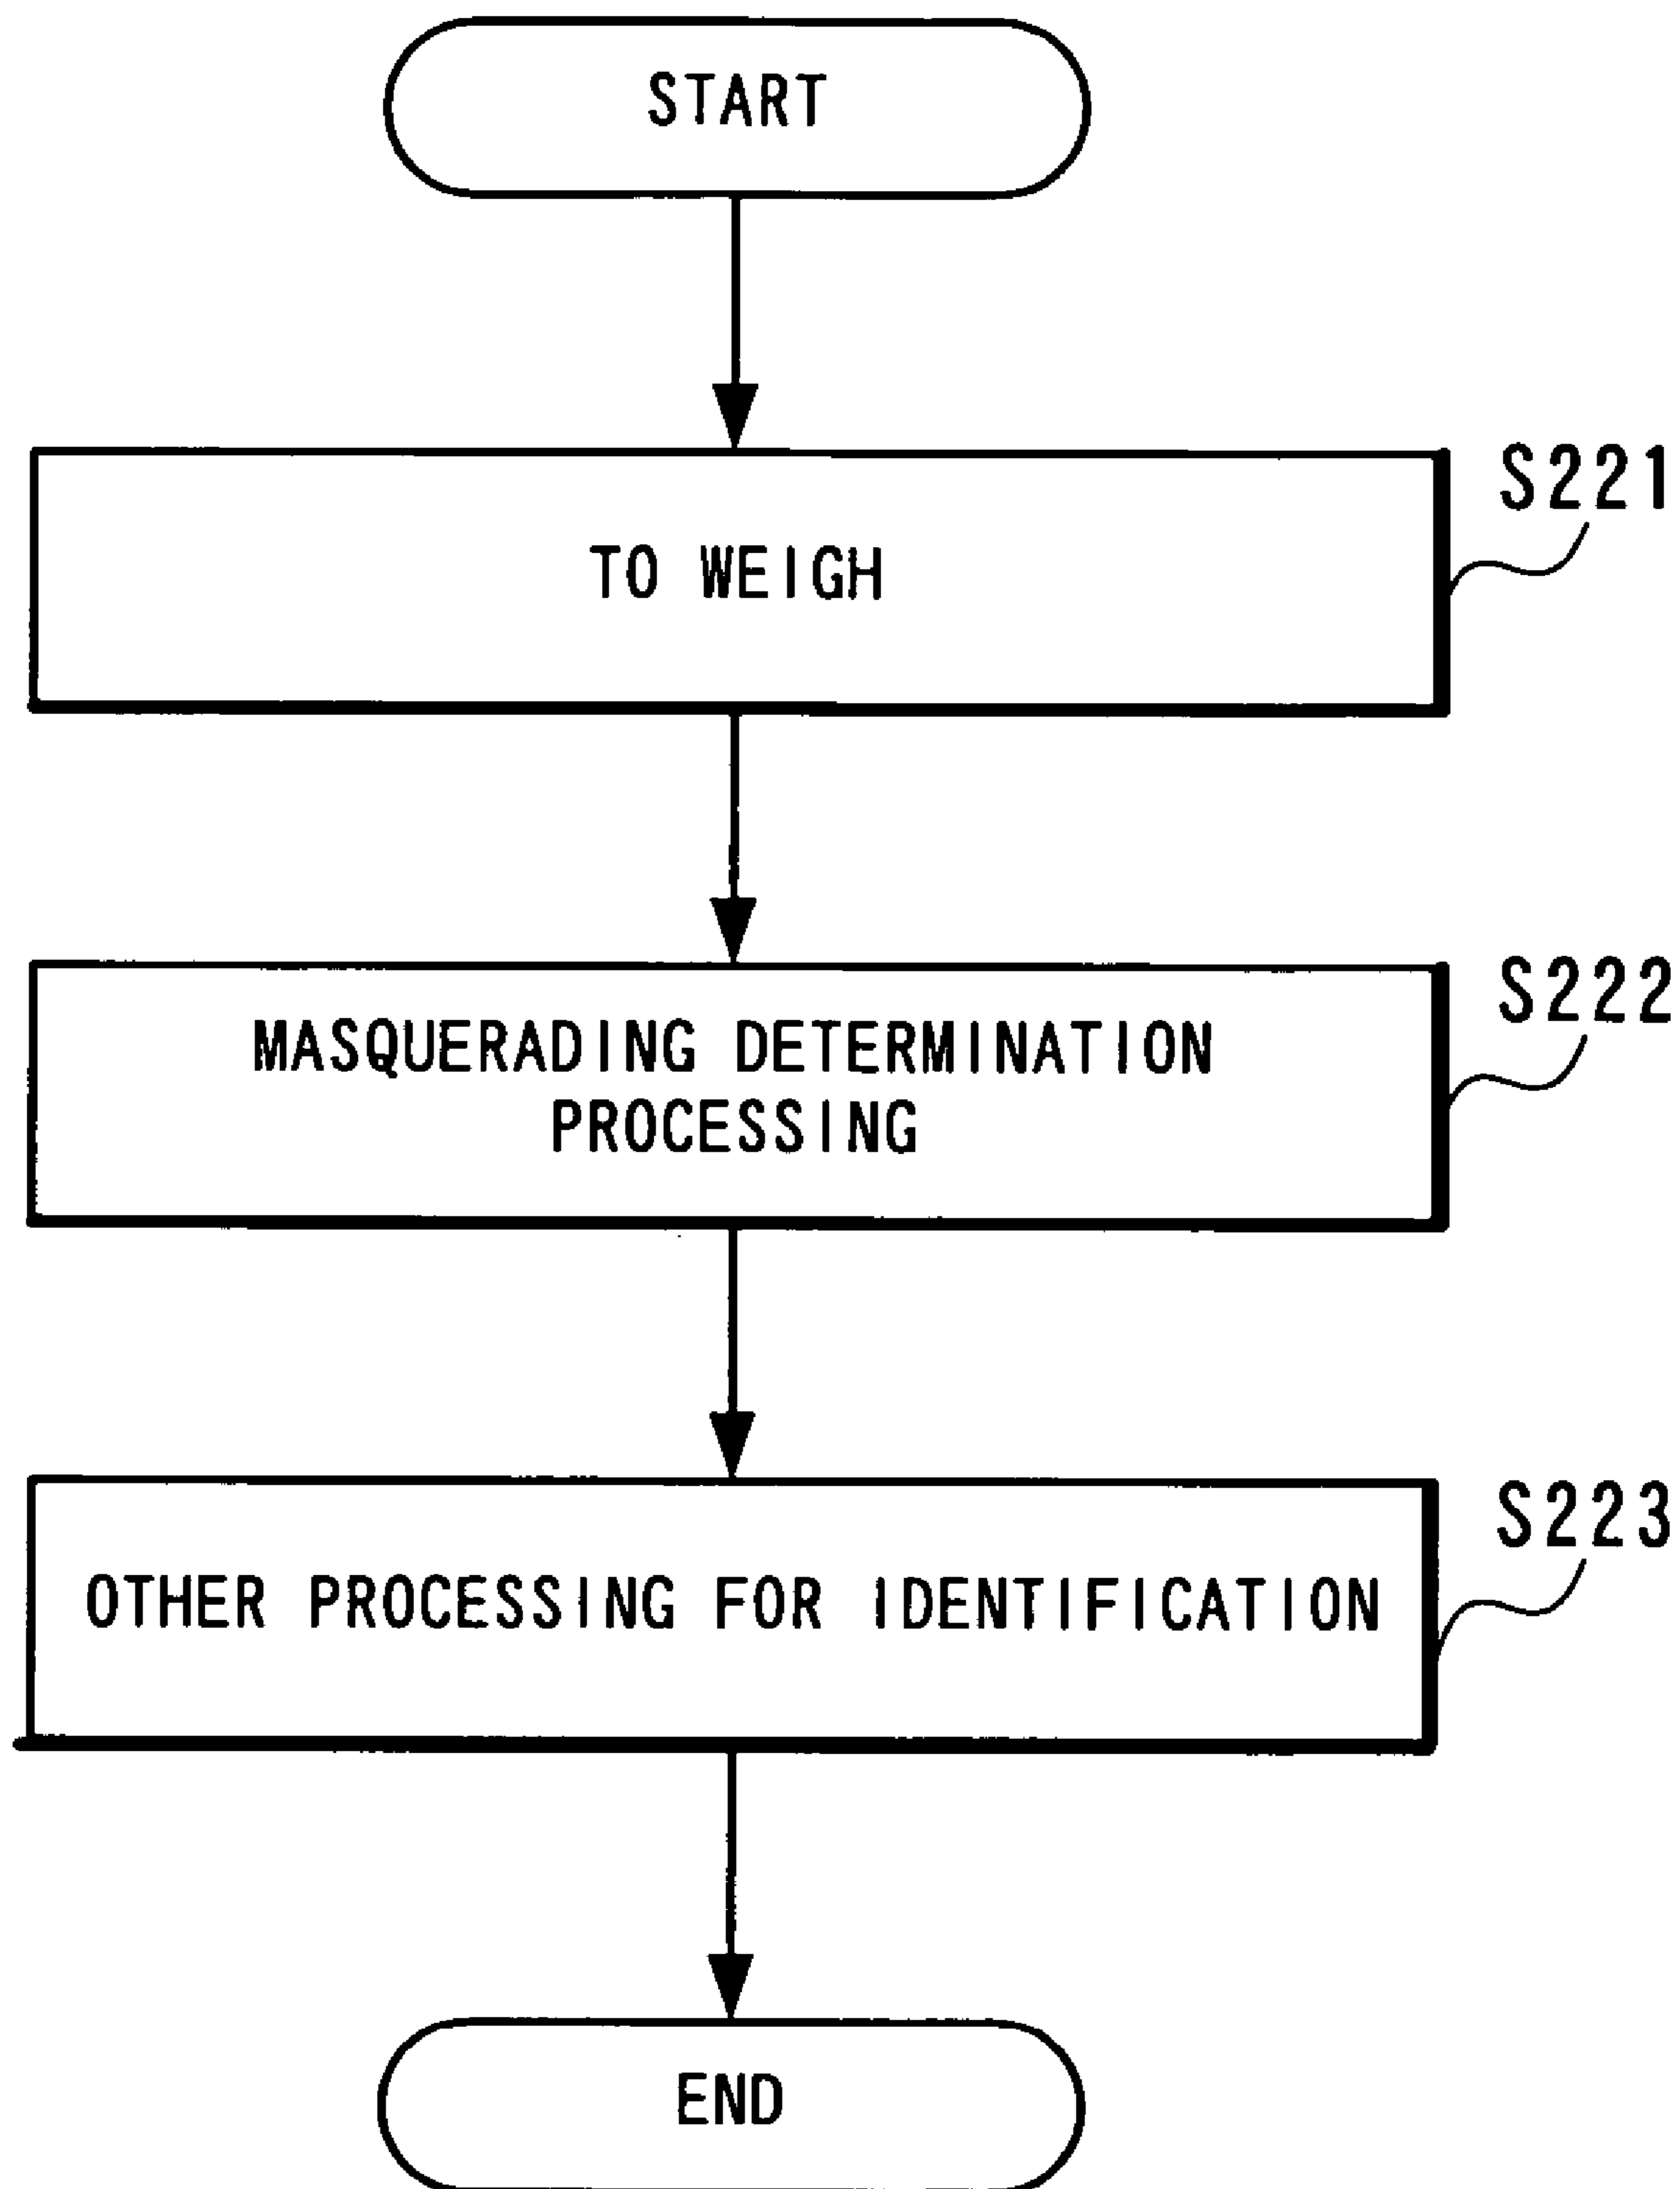 START
S221
TO WEIGH
S222
MASQUERADING DETERMINATION
PROCESSING
S223
OTHER PROCESSING FOR IDENTIFICATION
END